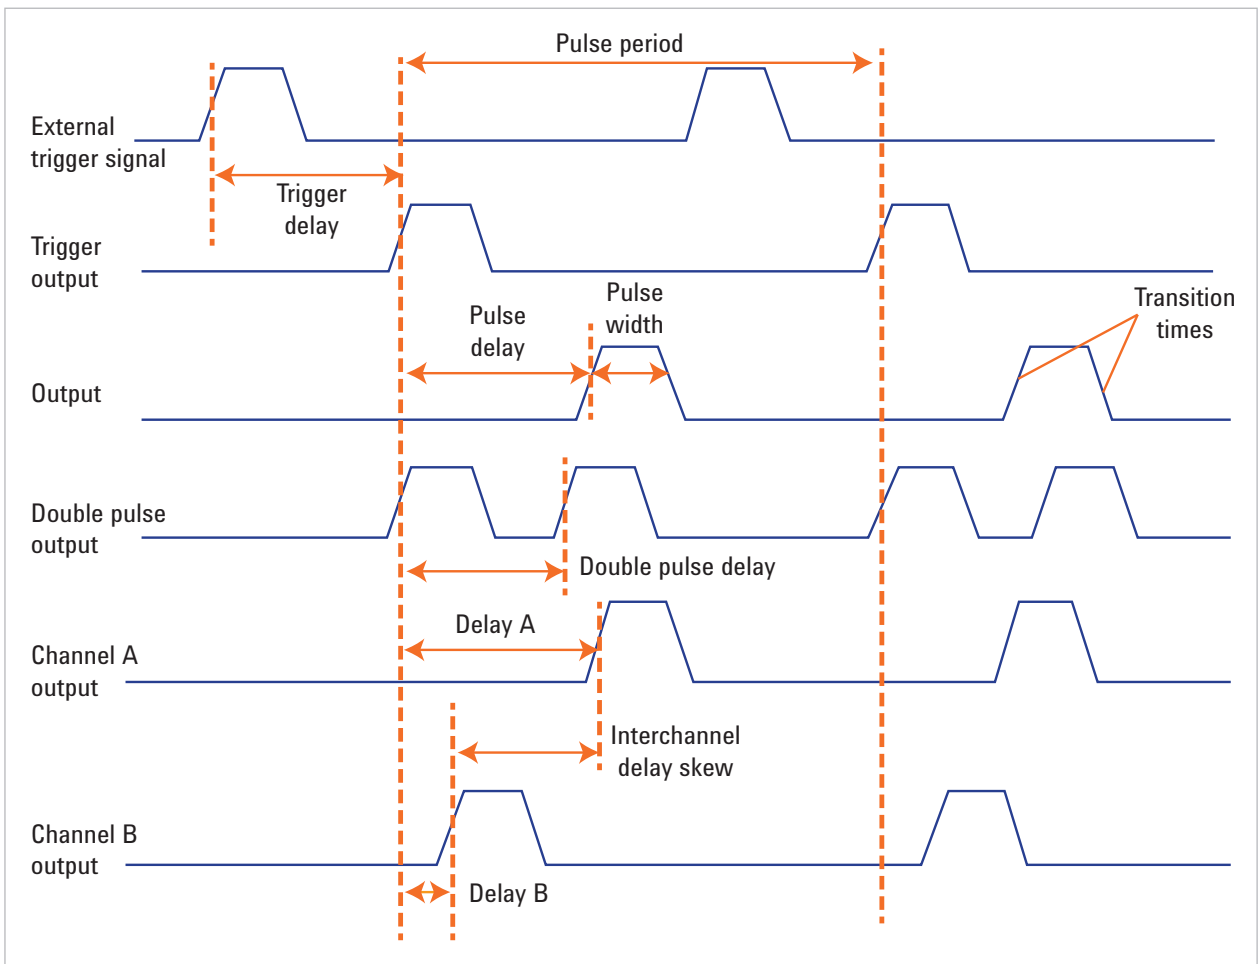 Pulse period
External
trigger signal
Trigger
delay
Trigger
output
Pulse
delay
Pulse
width
Transition
times
Output
Double pulse
output
Double pulse delay
Delay A
Channel A
output
Interchannel
delay skew
Channel B
output
Delay B